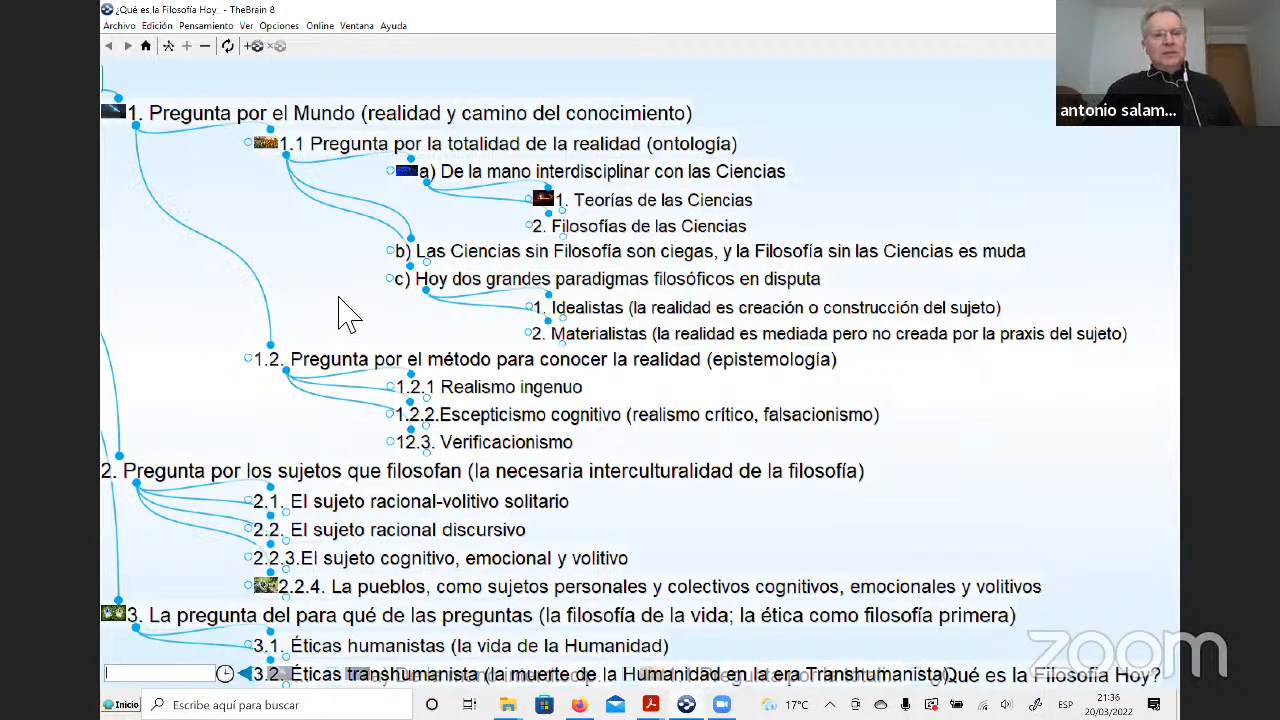 ¿Qué es la Filosofía Hoy.. - TheBrain 8
Archivo Edición Pensamiento Ver Opciones Online Ventana Ayuda
antonio salam...
1. Pregunta por el Mundo (realidad y camino del conocimiento)
1.1 Pregunta por la totalidad de la realidad (ontología)
a) De la mano interdisciplinar con las Ciencias
1. Teorías de las Ciencias
2. Filosofías de las Ciencias
b) Las Ciencias sin Filosofía son ciegas, y la Filosofía sin las Ciencias es muda
c) Hoy dos grandes paradigmas filosóficos en disputa
1. Idealistas (la realidad es creación o construcción del sujeto)
2. Materialistas (la realidad es mediada pero no creada por la praxis del sujeto)
1.2. Pregunta por el método para conocer la realidad (epistemología)
1.2.1 Realismo ingenuo
1.2.2.Escepticismo cognitivo (realismo crítico, falsacionismo)
12.3. Verificacionismo
2. Pregunta por los sujetos que filosofan (la necesaria interculturalidad de la filosofía)
2.1. El sujeto racional-volitivo solitario
2.2. El sujeto racional discursivo
2.2.3.El sujeto cognitivo, emocional y volitivo
2.2.4. La pueblos, como sujetos personales y colectivos cognitivos, emocionales y volitivos
3. La pregunta del para qué de las preguntas (la filosofía de la vida; la ética como filosofía primera)
3.1. Éticas humanistas (la vida de la Humanidad)
3.2. Éticas transhumanista (la muerte de la Humanidad en la era Transhumanista)
¿Qué es la Filosofía Hoy?
zoom
Inicio
Escribe aquí para buscar
17°C
ESP
21:36
20/03/2022